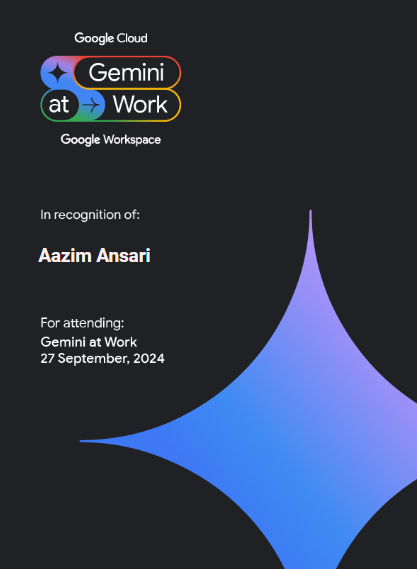 Google Cloud
Gemini
at Work
Google Workspace
In recognition of:
Aazim Ansari
For attending:
Gemini at Work
27 September, 2024